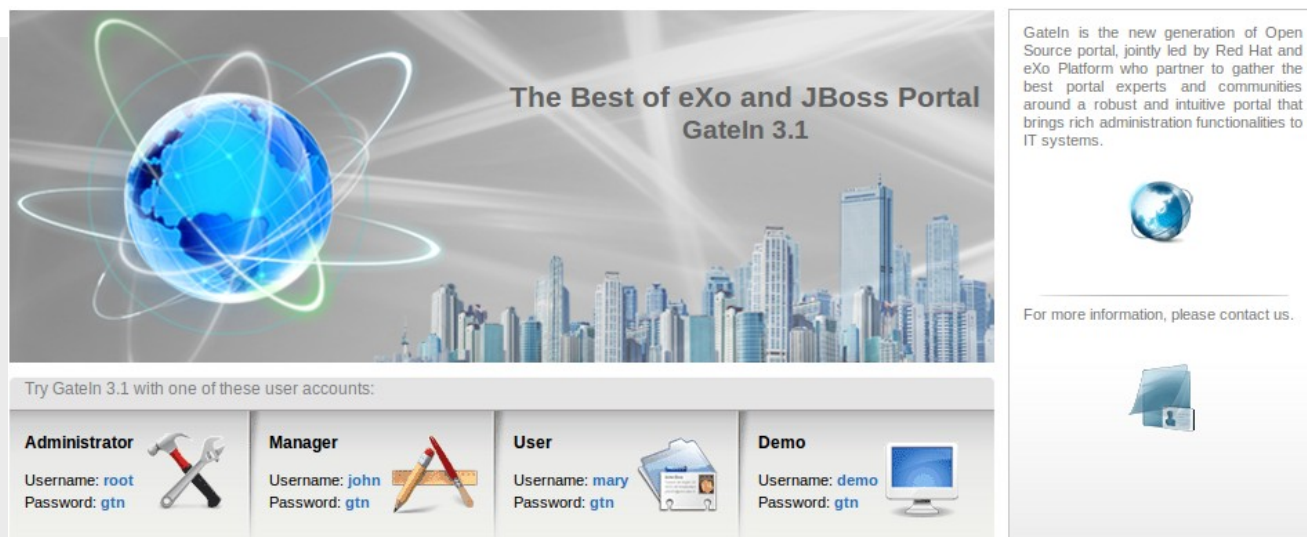 The Best of eXo and JBoss Portal
GateIn 3.1
Try GateIn 3.1 with one of these user accounts:
Administrator
Username: root
Password: gtn
Manager
Username: john
Password: gtn
User
Username: mary
Password: gtn
Demo
Username: demo
Password: gtn
GateIn is the new generation of Open
Source portal, jointly led by Red Hat and
eXo Platform who partner to gather the
best portal experts and communities
around a robust and intuitive portal that
brings rich administration functionalities to
IT systems.
For more information, please contact us.